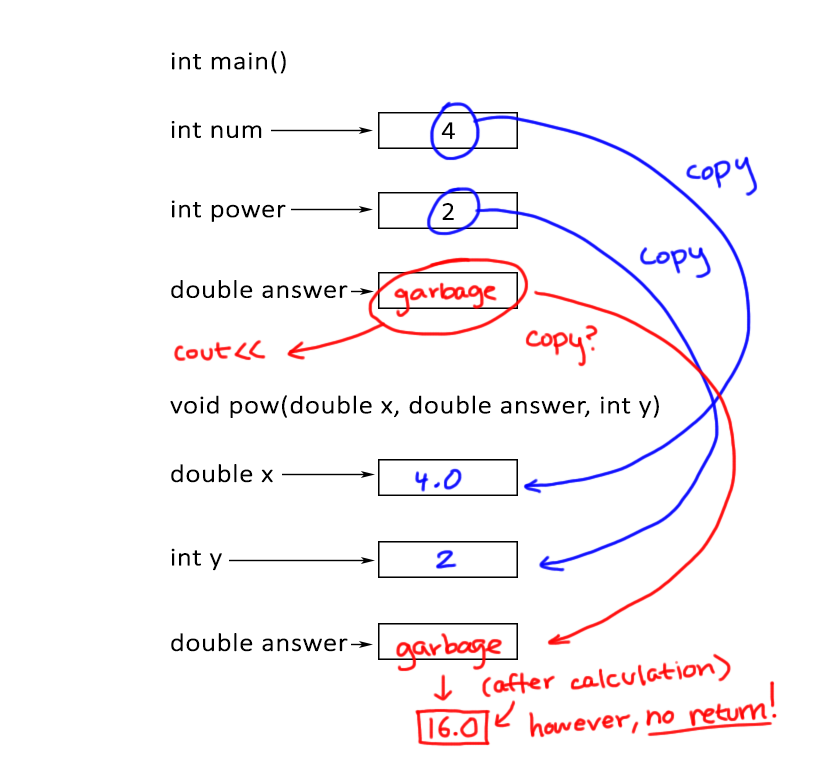 int main()
int num 4
copy
int power 2
copy
double answer garbage
cout<< copy?
void pow(double x, double answer, int y)
double x 4.0
int y 2
double answer garbage
(after calculation)
16.0 however, no return!